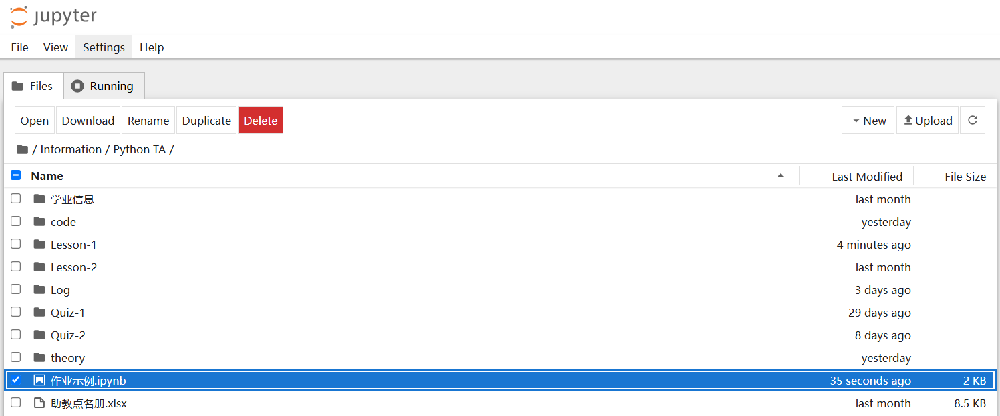 jupyter
File View Settings Help
Files Running
Open Download Rename Duplicate Delete New Upload
/ Information / Python TA /
Name Last Modified File Size
学业信息 last month
code yesterday
Lesson-1 4 minutes ago
Lesson-2 last month
Log 3 days ago
Quiz-1 29 days ago
Quiz-2 8 days ago
theory yesterday
作业示例.ipynb 35 seconds ago 2 KB
助教点名册.xlsx last month 8.5 KB